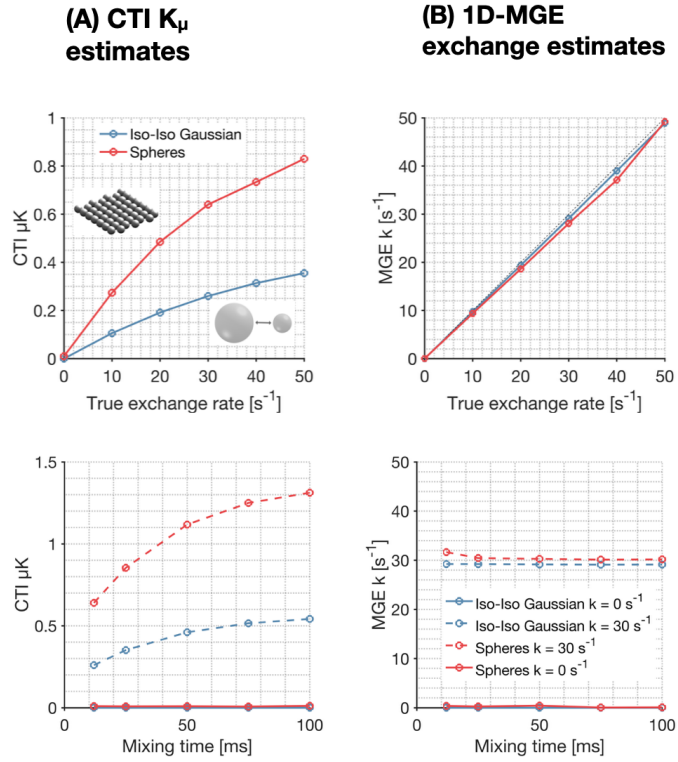 (A) CTI Kμ
estimates
(B) 1D-MGE
exchange estimates
1
0.8
0.6
0.4
0.2
0
CTI μK
Iso-Iso Gaussian
Spheres
0 10 20 30 40 50
True exchange rate [s⁻¹]
50
40
30
20
10
0
MGE k [s⁻¹]
0 10 20 30 40 50
True exchange rate [s⁻¹]
1.5
1
0.5
0
CTI μK
0 50 100
Mixing time [ms]
50
40
30
20
10
0
MGE k [s⁻¹]
Iso-Iso Gaussian k = 0 s⁻¹
Iso-Iso Gaussian k = 30 s⁻¹
Spheres k = 30 s⁻¹
Spheres k = 0 s⁻¹
0 50 100
Mixing time [ms]